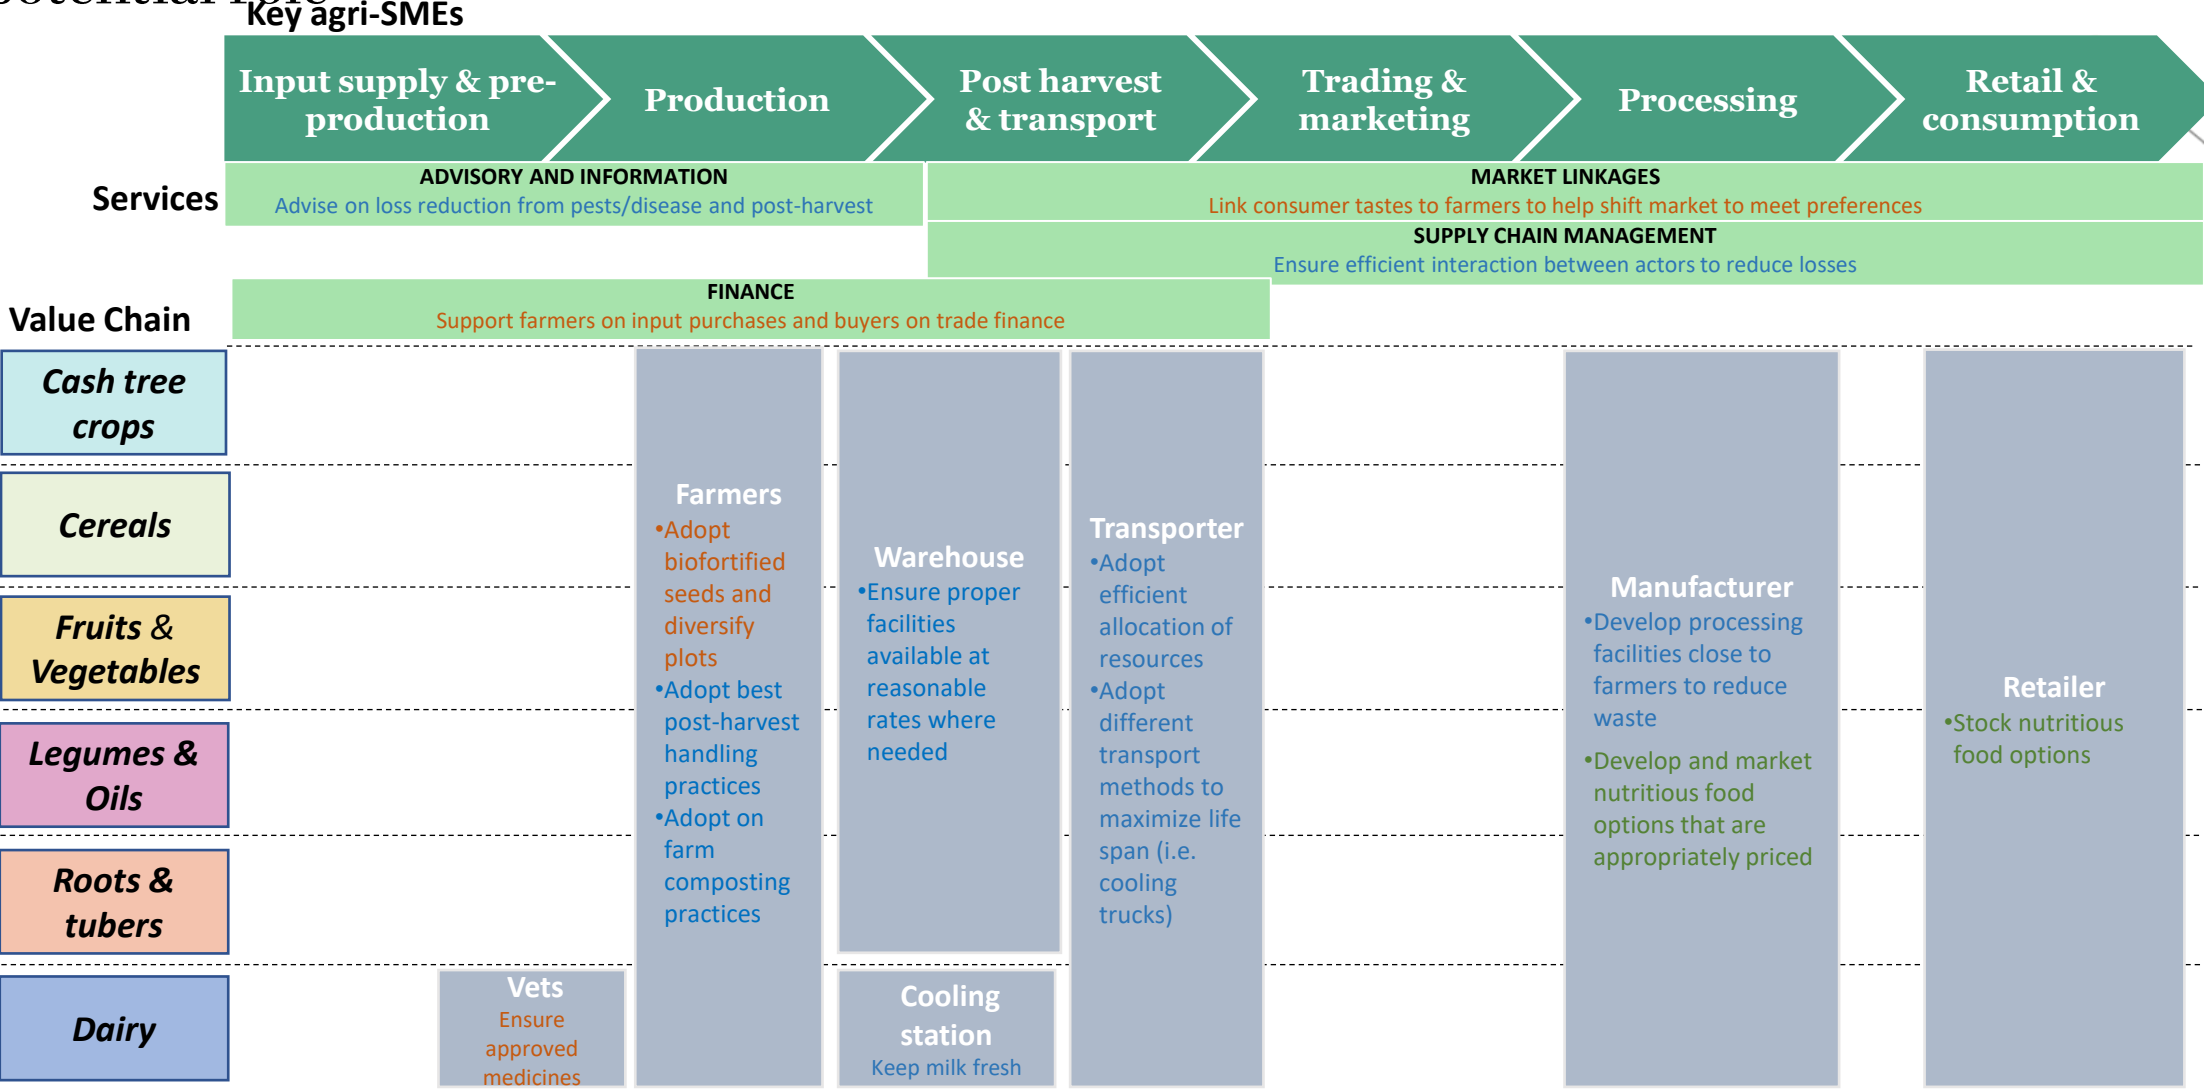 potential role
Key agri-SMEs
Input supply & pre-
production
Production
Post harvest
& transport
Trading &
marketing
Processing
Retail &
consumption
Services
ADVISORY AND INFORMATION
Advise on loss reduction from pests/disease and post-harvest
MARKET LINKAGES
Link consumer tastes to farmers to help shift market to meet preferences
SUPPLY CHAIN MANAGEMENT
Ensure efficient interaction between actors to reduce losses
FINANCE
Support farmers on input purchases and buyers on trade finance
Value Chain
Cash tree
crops
Cereals
Fruits &
Vegetables
Legumes &
Oils
Roots &
tubers
Dairy
Vets
Ensure
approved
medicines
Farmers
•Adopt
biofortified
seeds and
diversify
plots
•Adopt best
post-harvest
handling
practices
•Adopt on
farm
composting
practices
Warehouse
•Ensure proper
facilities
available at
reasonable
rates where
needed
Cooling
station
Keep milk fresh
Transporter
•Adopt
efficient
allocation of
resources
•Adopt
different
transport
methods to
maximize life
span (i.e.
cooling
trucks)
Manufacturer
•Develop processing
facilities close to
farmers to reduce
waste
•Develop and market
nutritious food
options that are
appropriately priced
Retailer
•Stock nutritious
food options